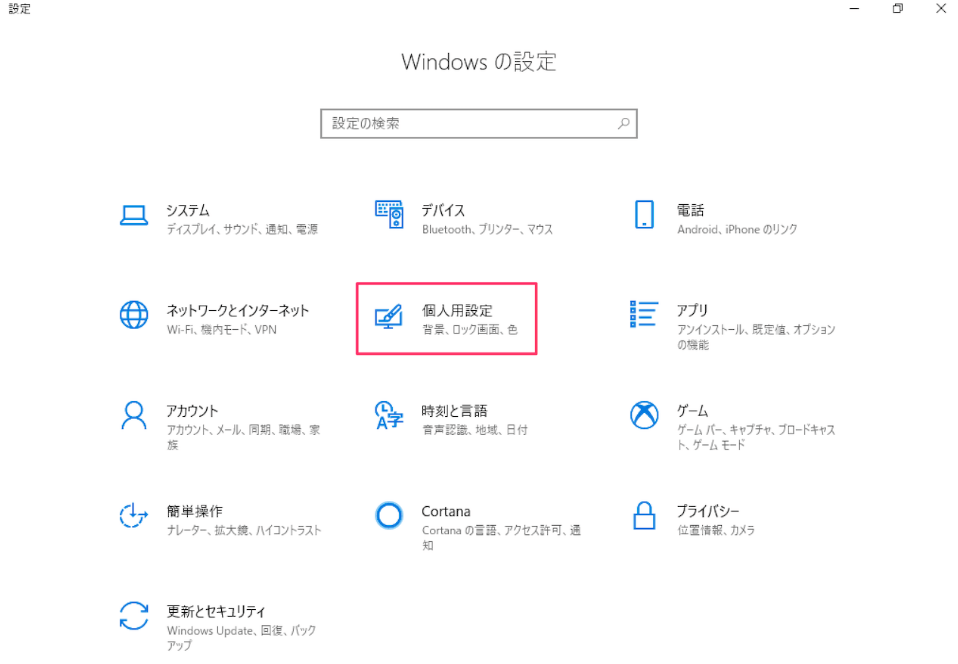 設定
Windows の設定
設定の検索
システム
ディスプレイ、サウンド、通知、電源
デバイス
Bluetooth、プリンター、マウス
電話
Android、iPhone のリンク
ネットワークとインターネット
Wi-Fi、機内モード、VPN
個人用設定
背景、ロック画面、色
アプリ
アンインストール、既定値、オプション
の機能
アカウント
アカウント、メール、同期、職場、家
族
時刻と言語
音声認識、地域、日付
ゲーム
ゲーム バー、キャプチャ、ブロードキャス
ト、ゲーム モード
簡単操作
ナレーター、拡大鏡、ハイコントラスト
Cortana
Cortana の言語、アクセス許可、通
知
プライバシー
位置情報、カメラ
更新とセキュリティ
Windows Update、回復、バック
アップ